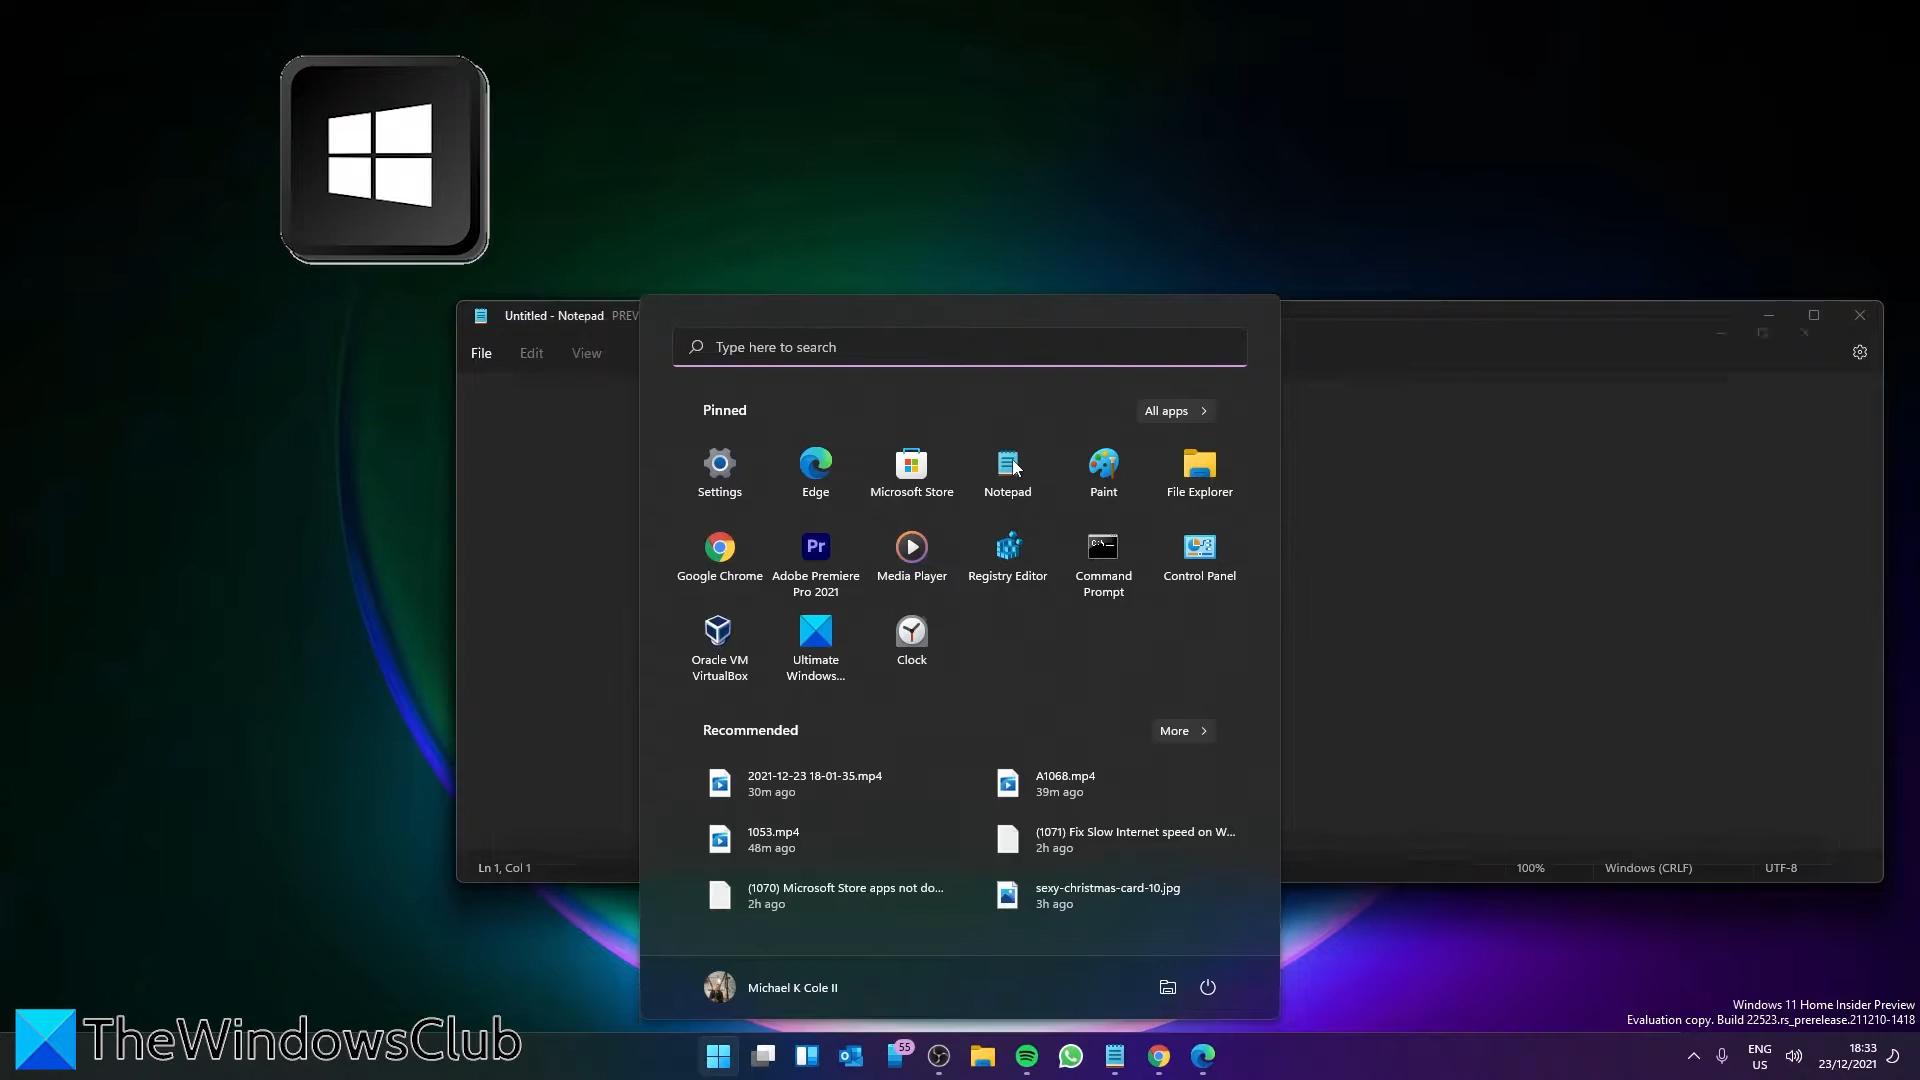 Untitled - Notepad PREV
File Edit View
Type here to search
Pinned
All apps
Settings
Edge
Microsoft Store
Notepad
Paint
File Explorer
Google Chrome
Adobe Premiere
Pro 2021
Pr
Media Player
Registry Editor
Command
Prompt
Control Panel
Oracle VM
VirtualBox
Ultimate
Windows...
Clock
Recommended
More
2021-12-23 18-01-35.mp4
30m ago
A1068.mp4
39m ago
1053.mp4
48m ago
(1071) Fix Slow Internet speed on W...
2h ago
(1070) Microsoft Store apps not do...
2h ago
sexy-christmas-card-10.jpg
3h ago
Ln 1, Col 1
100%
Windows (CRLF)
UTF-8
Michael K Cole II
Windows 11 Home Insider Preview
Evaluation copy. Build 22523.rs_prerelease.211210-1418
TheWindowsClub
55
ENG
US
18:33
23/12/2021